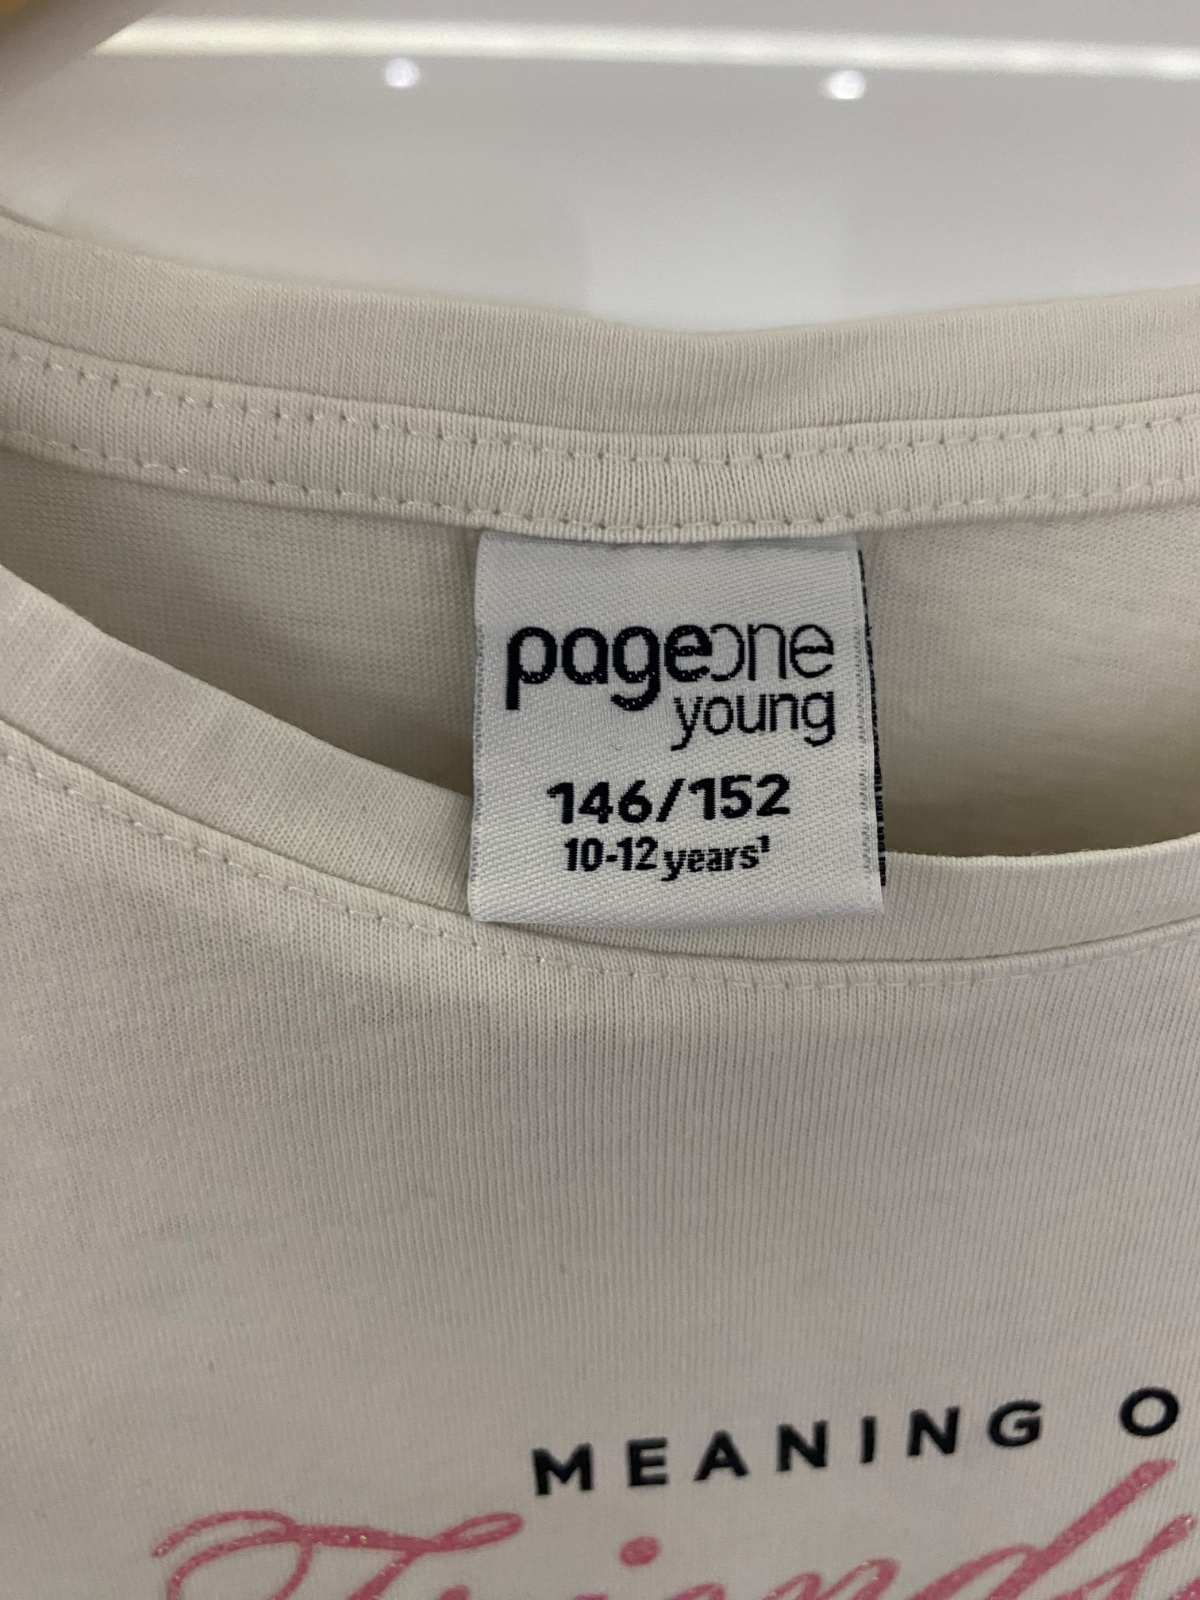 pageone
young
146/152
10-12 years¹
MEANING O